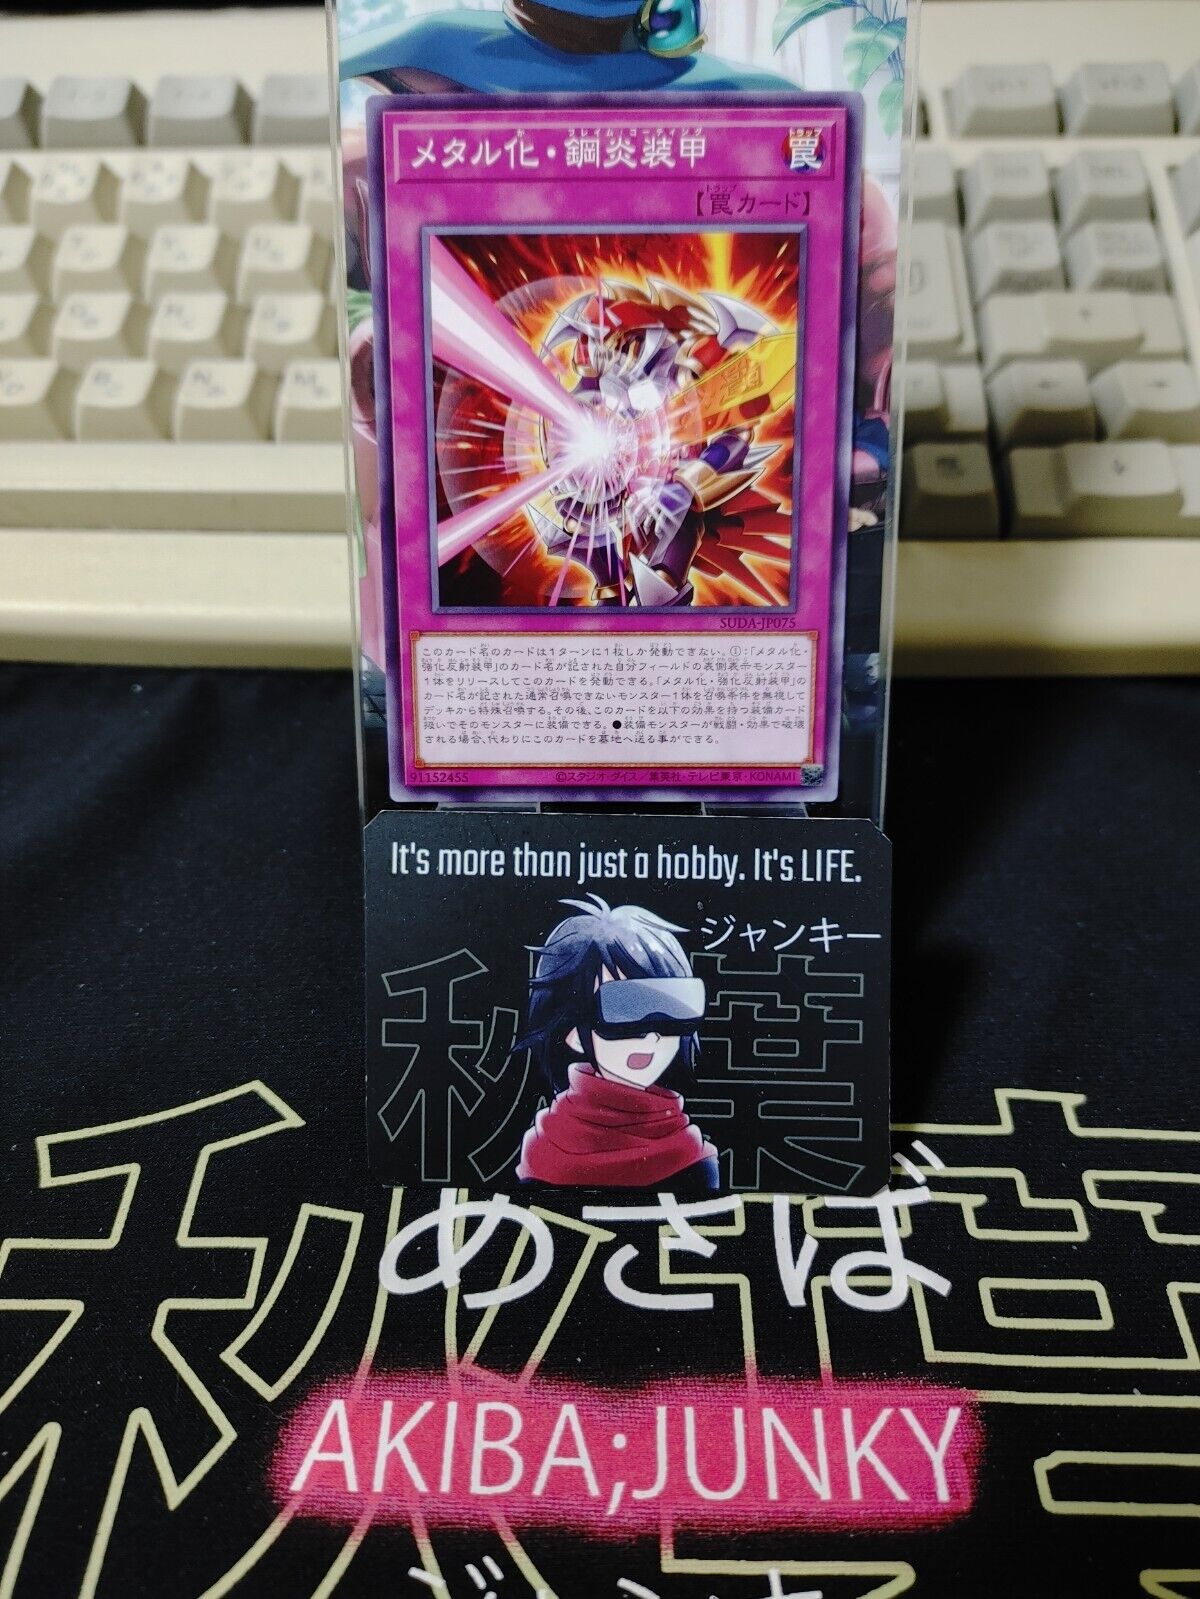 メタル化・鋼炎装甲
フレイム・コーティング
罠
トラップ
【罠カード】
SUDA-JP075
このカード名のカードは1ターンに1枚しか発動できない。①:「メタル化・
強化反射装甲」のカード名が記された自分フィールドの表側表示モンスター
1体をリリースしてこのカードを発動できる。「メタル化・強化反射装甲」の
カード名が記された通常召喚できないモンスター1体を召喚条件を無視して
デッキから特殊召喚する。その後、このカードを以下の効果を持つ装備カード
扱いでそのモンスターに装備できる。●装備モンスターが戦闘・効果で破壊
される場合、代わりにこのカードを墓地へ送る事ができる。
91152455
©スタジオ・ダイス/集英社・テレビ東京・KONAMI
It's more than just a hobby. It's LIFE.
ジャンキー
秋葉
めさば
秋葉
AKIBA;JUNKY